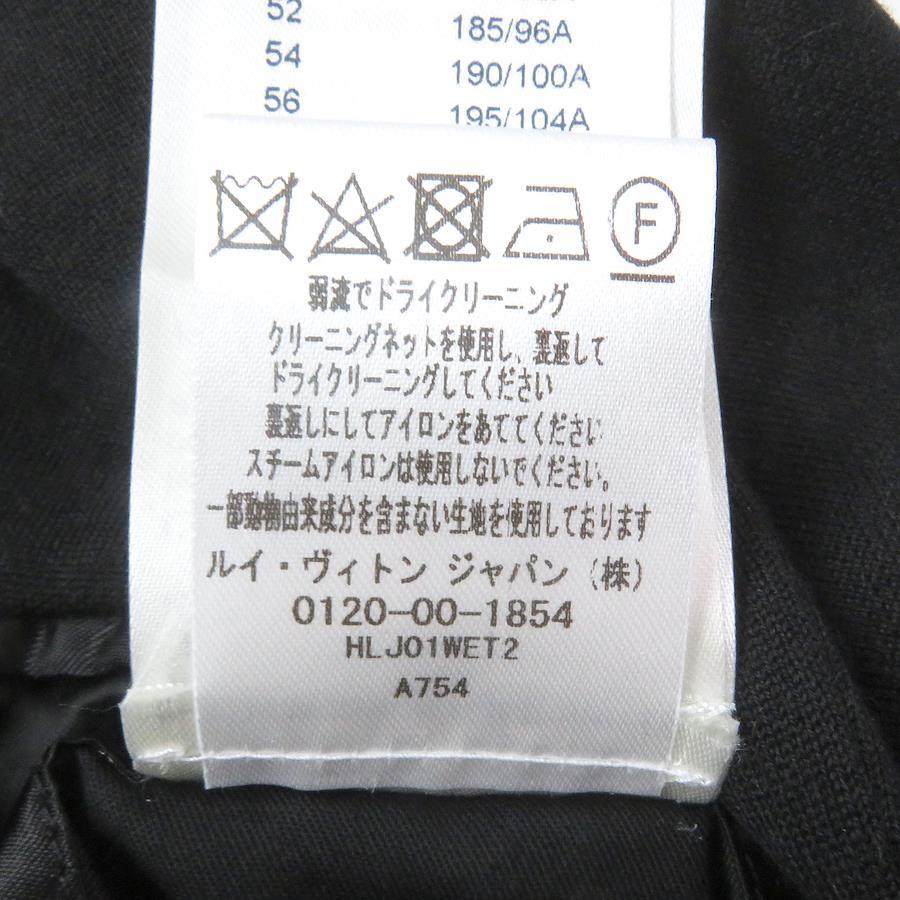 52 185/96A
54 190/100A
56 195/104A
F
弱流でドライクリーニング
クリーニングネットを使用し、裏返して
ドライクリーニングしてください
裏返しにしてアイロンをあててください
スチームアイロンは使用しないでください。
一部動物由来成分を含まない生地を使用しております
ルイ・ヴィトン ジャパン (株)
0120-00-1854
HLJ01WET2
A754